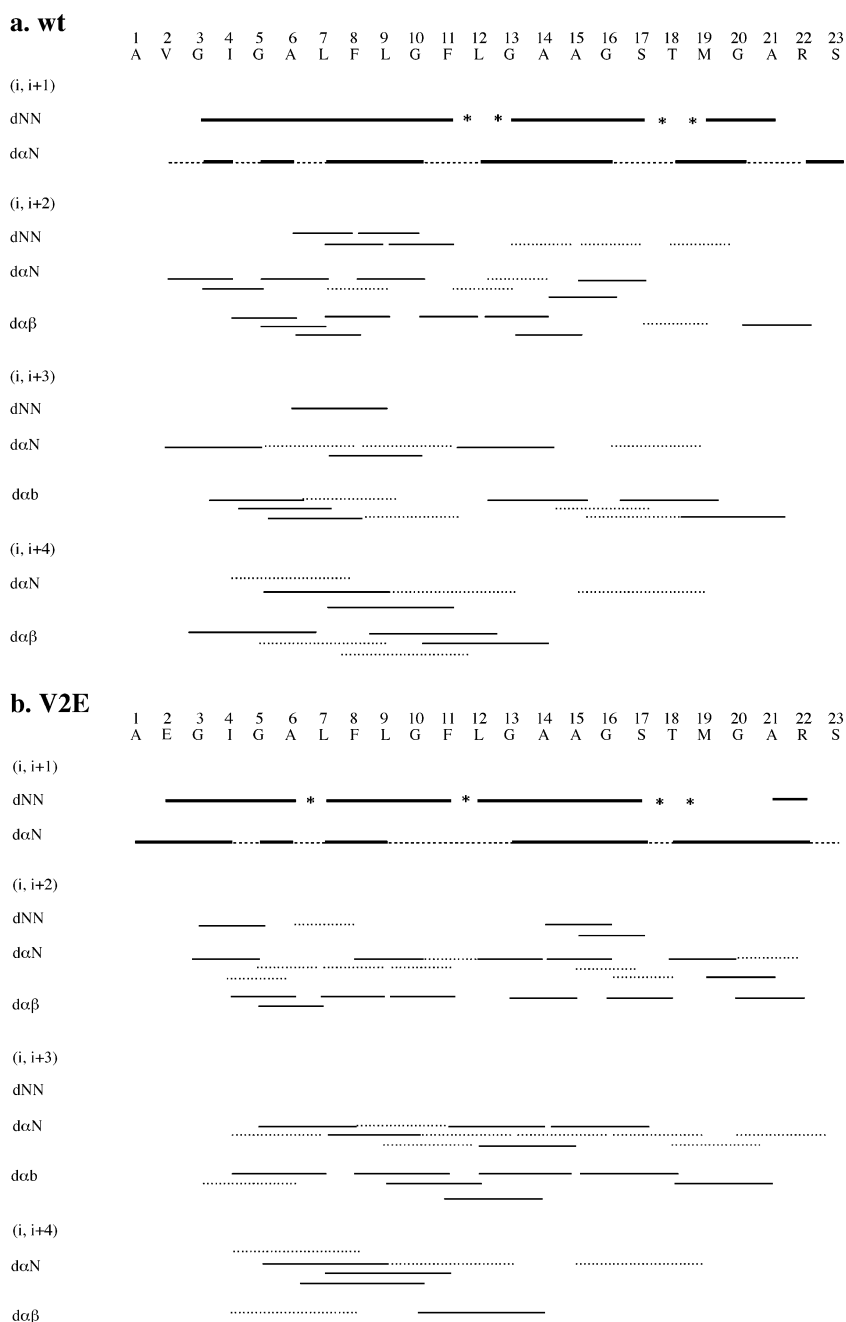 a. wt
1 2 3 4 5 6 7 8 9 10 11 12 13 14 15 16 17 18 19 20 21 22 23
A V G I G A L F L G F L G A A G S T M G A R S
(i, i+1)
dNN * * * *
dαN
(i, i+2)
dNN
dαN
dαβ
(i, i+3)
dNN
dαN
dαb
(i, i+4)
dαN
dαβ
b. V2E
1 2 3 4 5 6 7 8 9 10 11 12 13 14 15 16 17 18 19 20 21 22 23
A E G I G A L F L G F L G A A G S T M G A R S
(i, i+1)
dNN * * * *
dαN
(i, i+2)
dNN
dαN
dαβ
(i, i+3)
dNN
dαN
dαb
(i, i+4)
dαN
dαβ